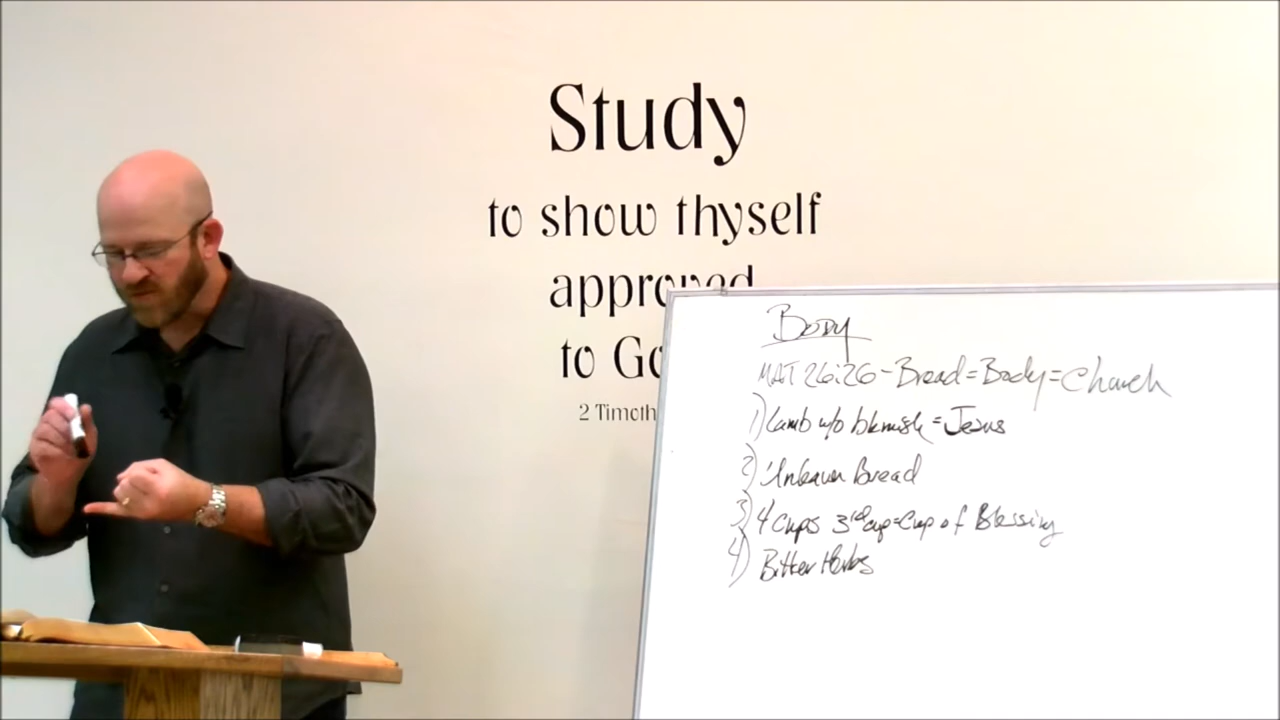 Study
to show thyself
approved
to Go
2 Timoth
Body
MAT 26:26 - Bread = Body = Church
1) Lamb w/o blemish = Jesus
2) Unleaven Bread
3) 4 Cups 3rd cup = Cup of Blessing
4) Bitter Herbs